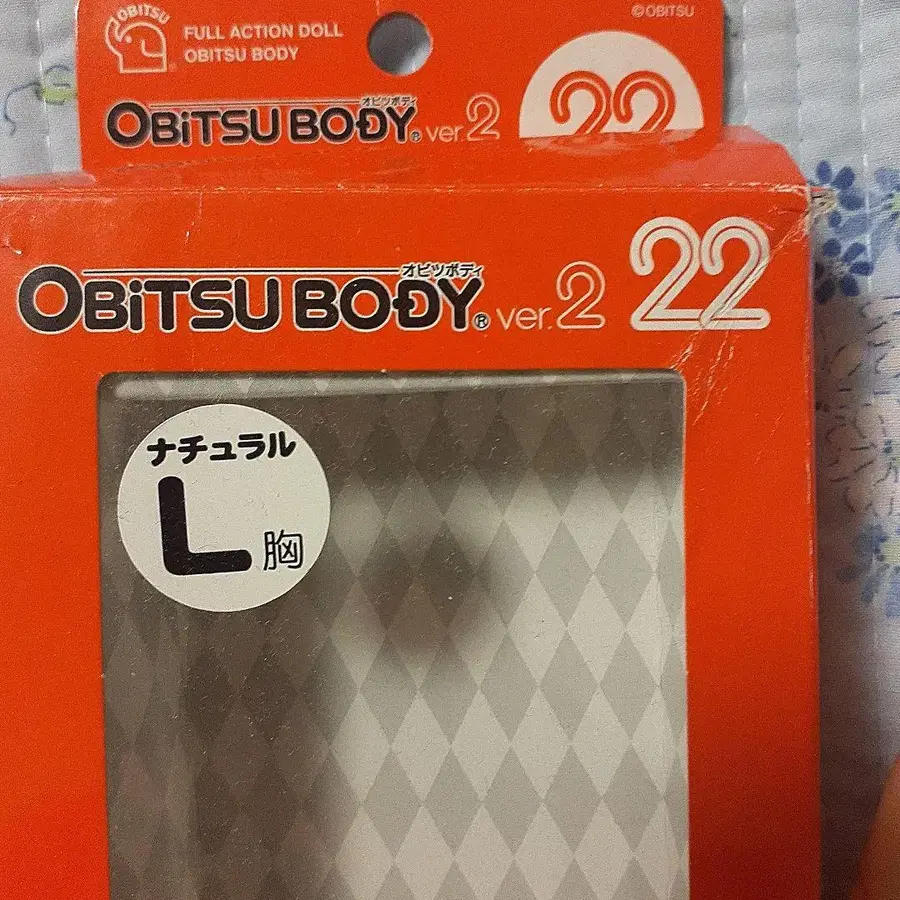 OBITSU
©OBITSU
FULL ACTION DOLL
OBITSU BODY
オビツボディ
OBiTSU BODY® ver.2
22
オビツボディ
OBiTSU BODY® ver.2 22
ナチュラル
L胸